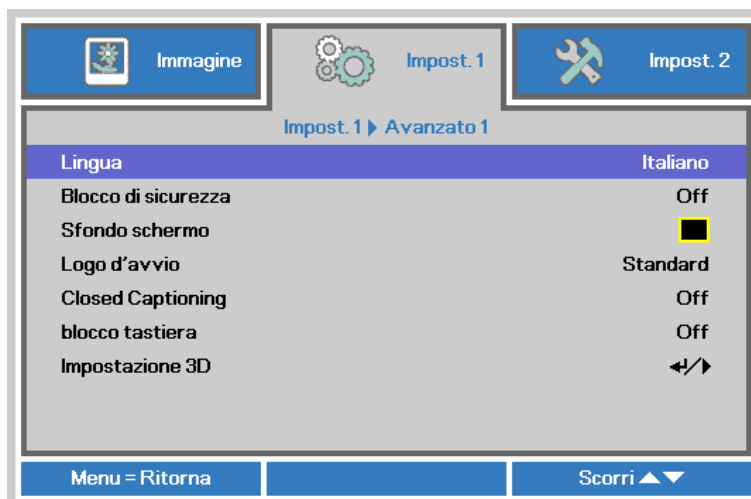 Immagine
Impost. 1
Impost. 2
Impost. 1 Avanzato 1
Lingua Italiano
Blocco di sicurezza Off
Sfondo schermo
Logo d'avvio Standard
Closed Captioning Off
blocco tastiera Off
Impostazione 3D
Menu = Ritorna Scorri